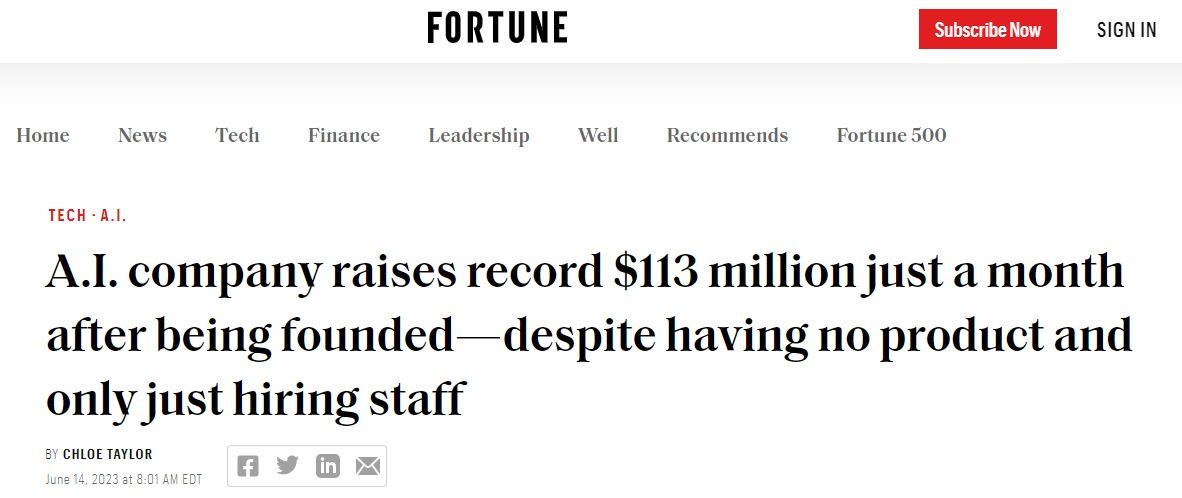 FORTUNE
Subscribe Now
SIGN IN
Home News Tech Finance Leadership Well Recommends Fortune 500
TECH · A.I.
A.I. company raises record $113 million just a month
after being founded—despite having no product and
only just hiring staff
BY CHLOE TAYLOR
June 14, 2023 at 8:01 AM EDT